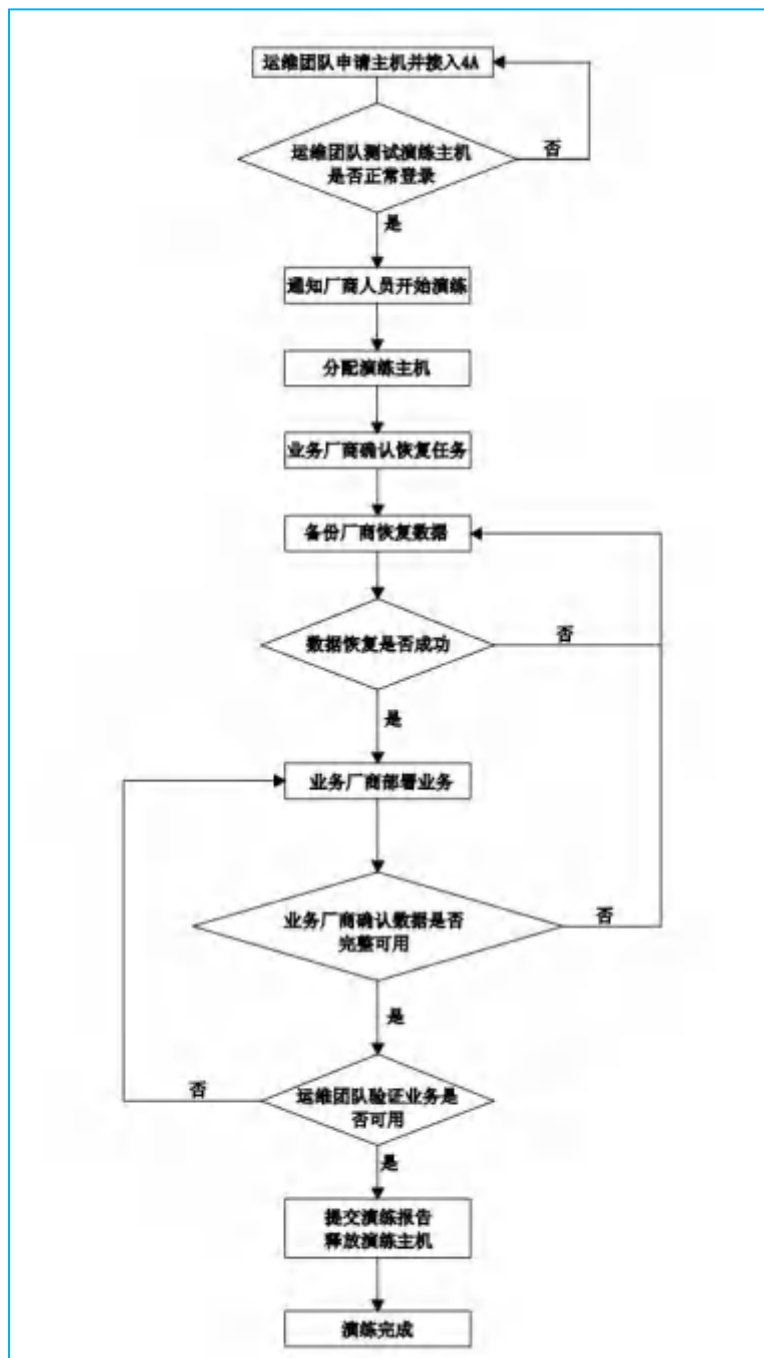 运维团队申请主机并接入4A
运维团队测试演练主机
是否正常登录
否
是
通知厂商人员开始演练
分配演练主机
业务厂商确认恢复任务
备份厂商恢复数据
数据恢复是否成功
否
是
业务厂商部署业务
业务厂商确认数据是否
完整可用
否
是
运维团队验证业务是
否可用
否
是
提交演练报告
释放演练主机
演练完成